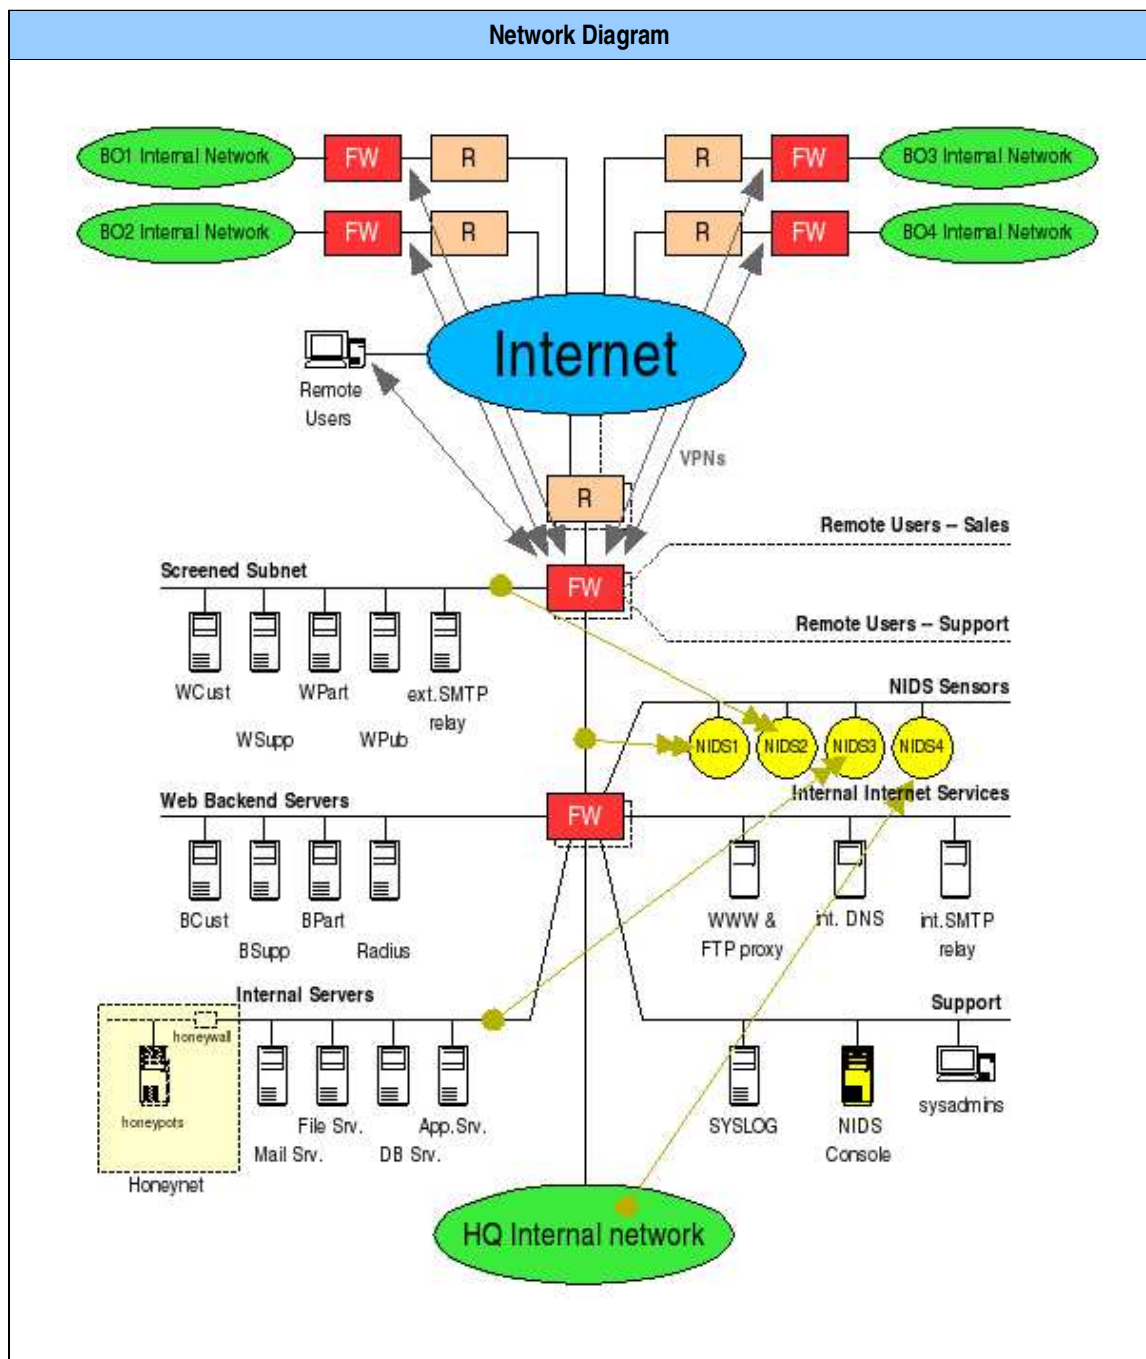 Network Diagram
BO1 Internal Network
FW
R
R
FW
BO3 Internal Network
BO2 Internal Network
FW
R
R
FW
BO4 Internal Network
Internet
Remote
Users
VPNs
R
Remote Users -- Sales
Screened Subnet
FW
Remote Users -- Support
WCust
WPart
ext.SMTP
relay
WSupp
WPub
NIDS Sensors
NIDS1
NIDS2
NIDS3
NIDS4
Web Backend Servers
FW
Internal Internet Services
BCust
BPart
BSupp
Radius
WWW &
FTP proxy
int. DNS
int.SMTP
relay
Internal Servers
Support
honeywall
honeypots
File Srv.
App.Srv.
Mail Srv.
DB Srv.
Honeynet
SYSLOG
NIDS
Console
sysadmins
HQ Internal network